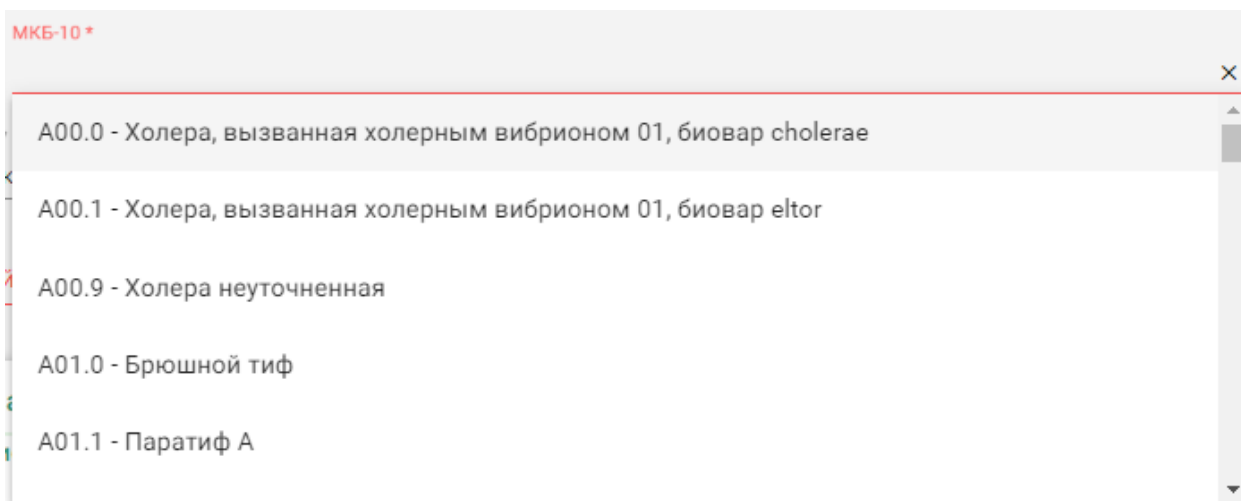 МКБ-10 *
A00.0 - Холера, вызванная холерным вибрионом 01, биовар cholerae
A00.1 - Холера, вызванная холерным вибрионом 01, биовар eltor
A00.9 - Холера неуточненная
A01.0 - Брюшной тиф
A01.1 - Паратиф A